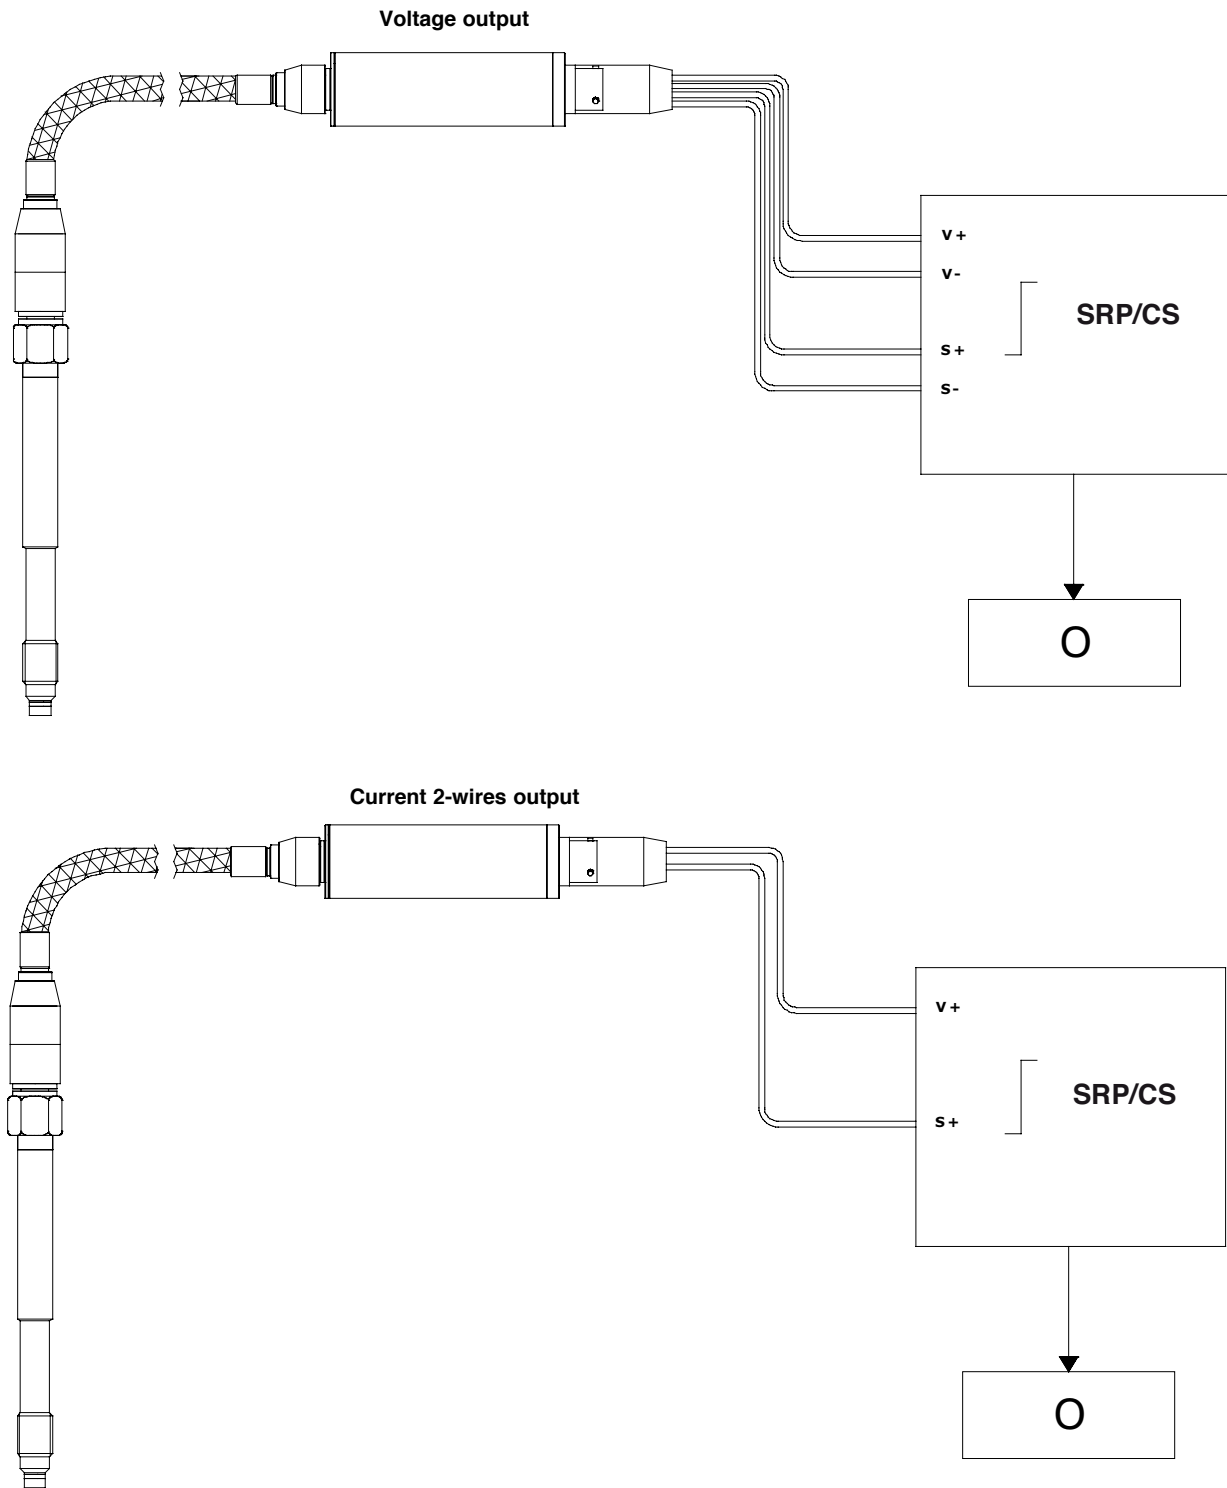 Voltage output
V+
V-
SRP/CS
S+
S-
O
Current 2-wires output
V+
SRP/CS
S+
O